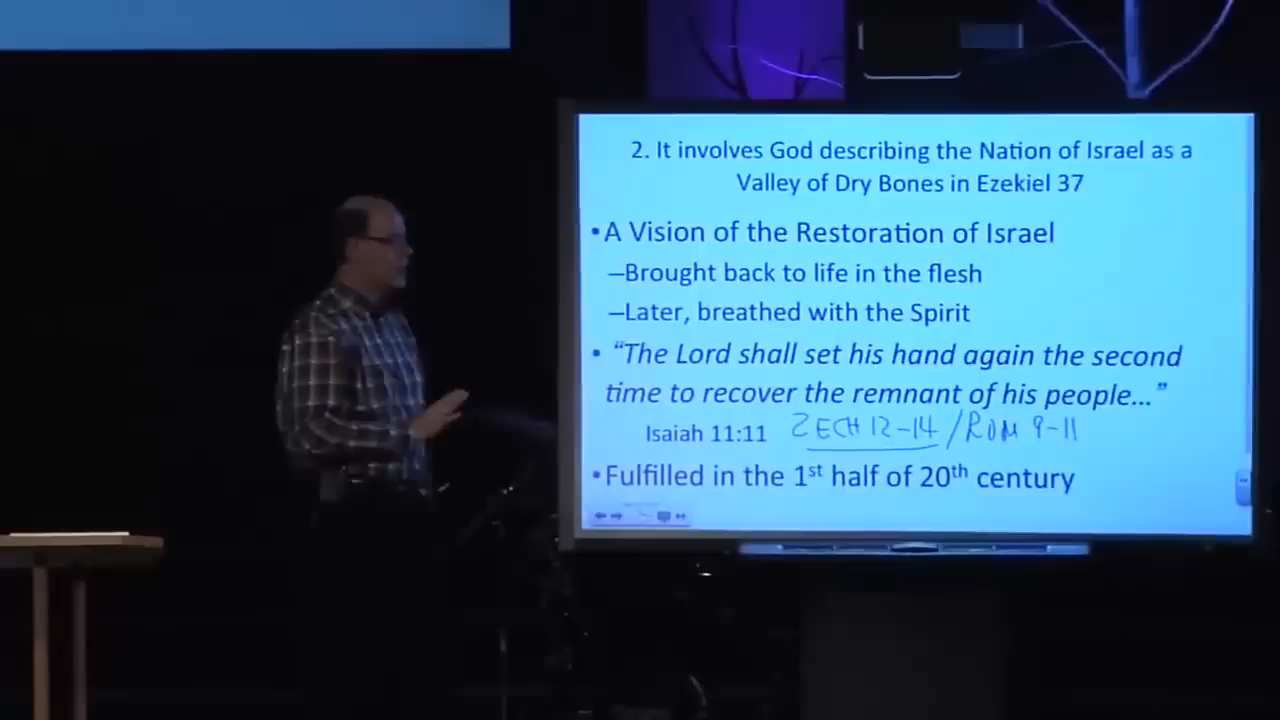 2. It involves God describing the Nation of Israel as a
Valley of Dry Bones in Ezekiel 37
•A Vision of the Restoration of Israel
–Brought back to life in the flesh
–Later, breathed with the Spirit
• “The Lord shall set his hand again the second
time to recover the remnant of his people…”
Isaiah 11:11 ZECH 12-14/ROM 9-11
•Fulfilled in the 1st half of 20th century